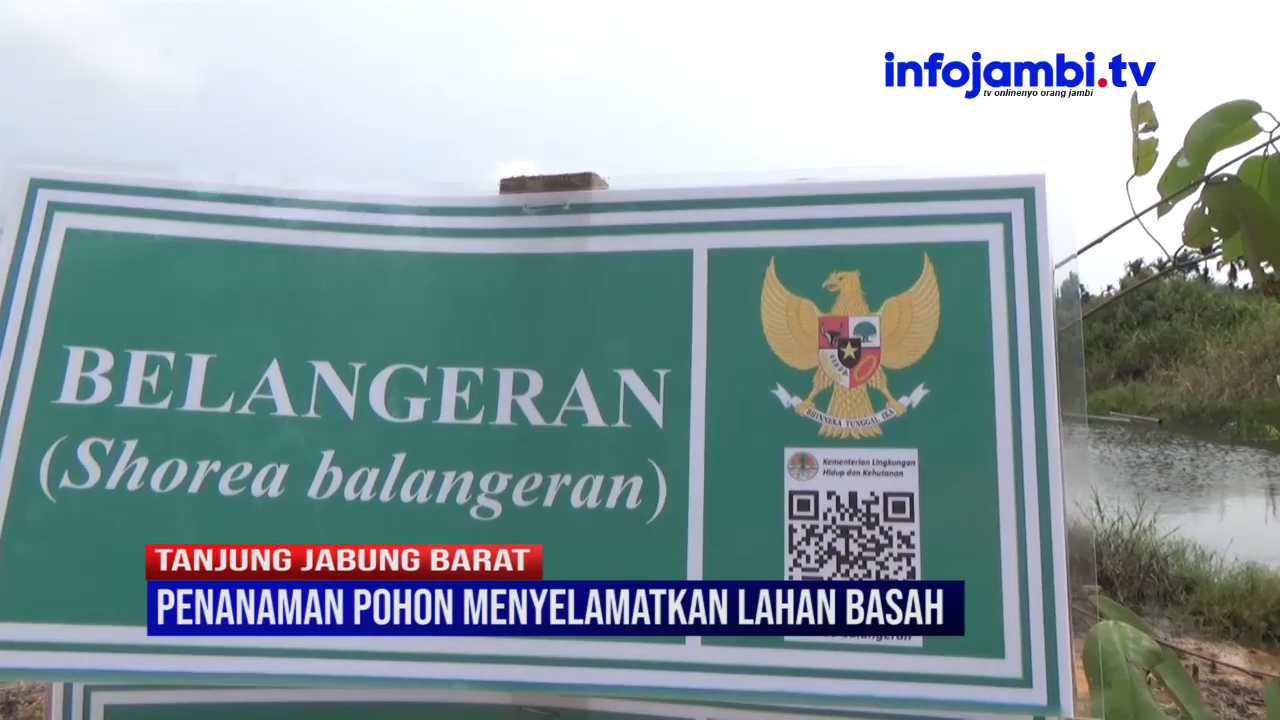 infojambi.tv
tv onlinenyo orang jambi
BELANGERAN
(Shorea balangeran)
BHINNEKA TUNGGAL IKA
Kementerian Lingkungan
Hidup dan Kehutanan
TANJUNG JABUNG BARAT
PENANAMAN POHON MENYELAMATKAN LAHAN BASAH
balangeran